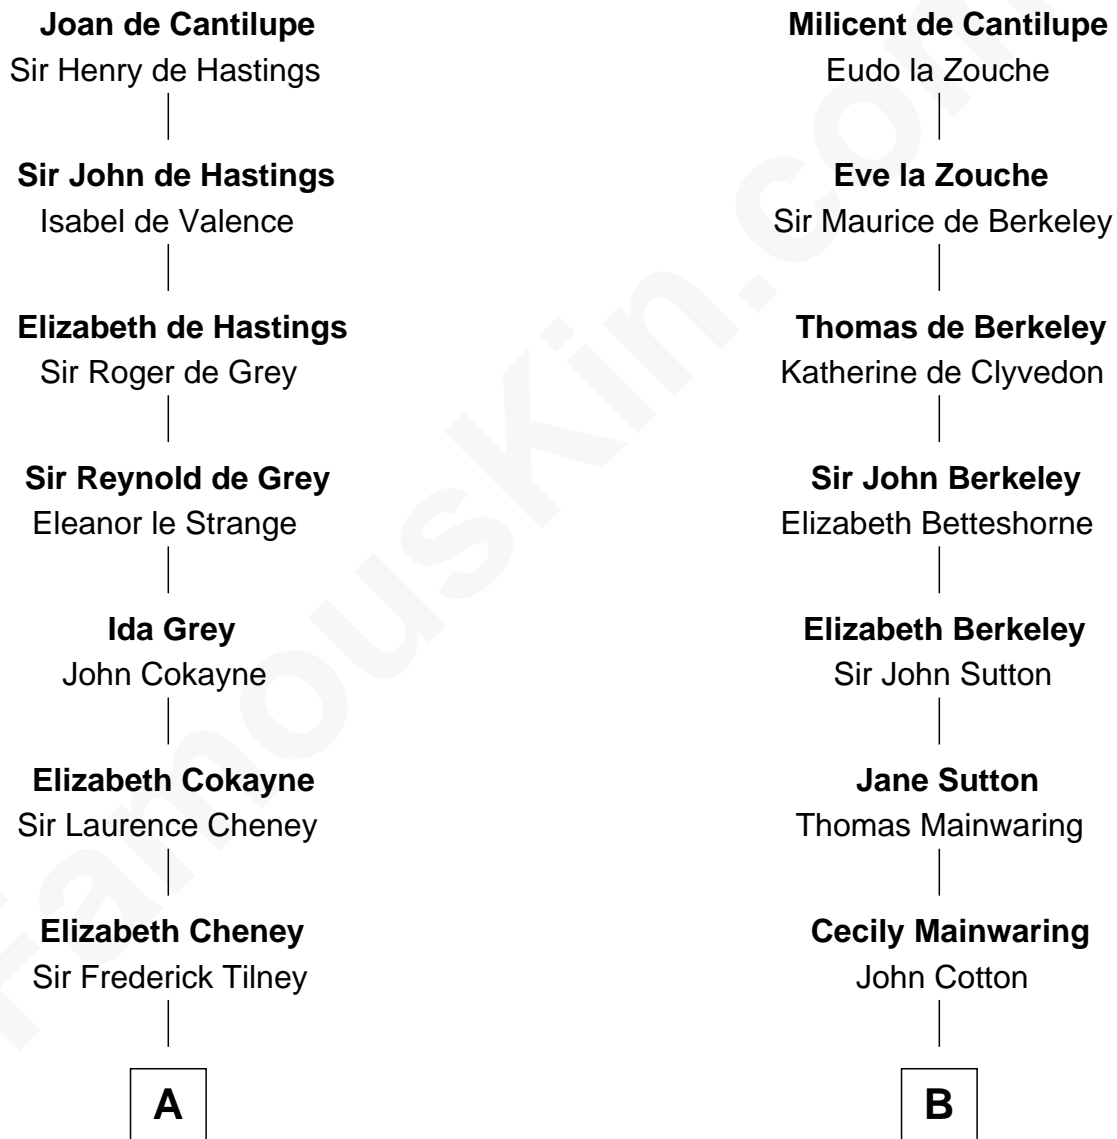 Joan de Cantilupe
Sir Henry de Hastings
Sir John de Hastings
Isabel de Valence
Elizabeth de Hastings
Sir Roger de Grey
Sir Reynold de Grey
Eleanor le Strange
Ida Grey
John Cokayne
Elizabeth Cokayne
Sir Laurence Cheney
Elizabeth Cheney
Sir Frederick Tilney
A
Milicent de Cantilupe
Eudo la Zouche
Eve la Zouche
Sir Maurice de Berkeley
Thomas de Berkeley
Katherine de Clyvedon
Sir John Berkeley
Elizabeth Betteshorne
Elizabeth Berkeley
Sir John Sutton
Jane Sutton
Thomas Mainwaring
Cecily Mainwaring
John Cotton
B
FamousKin.com